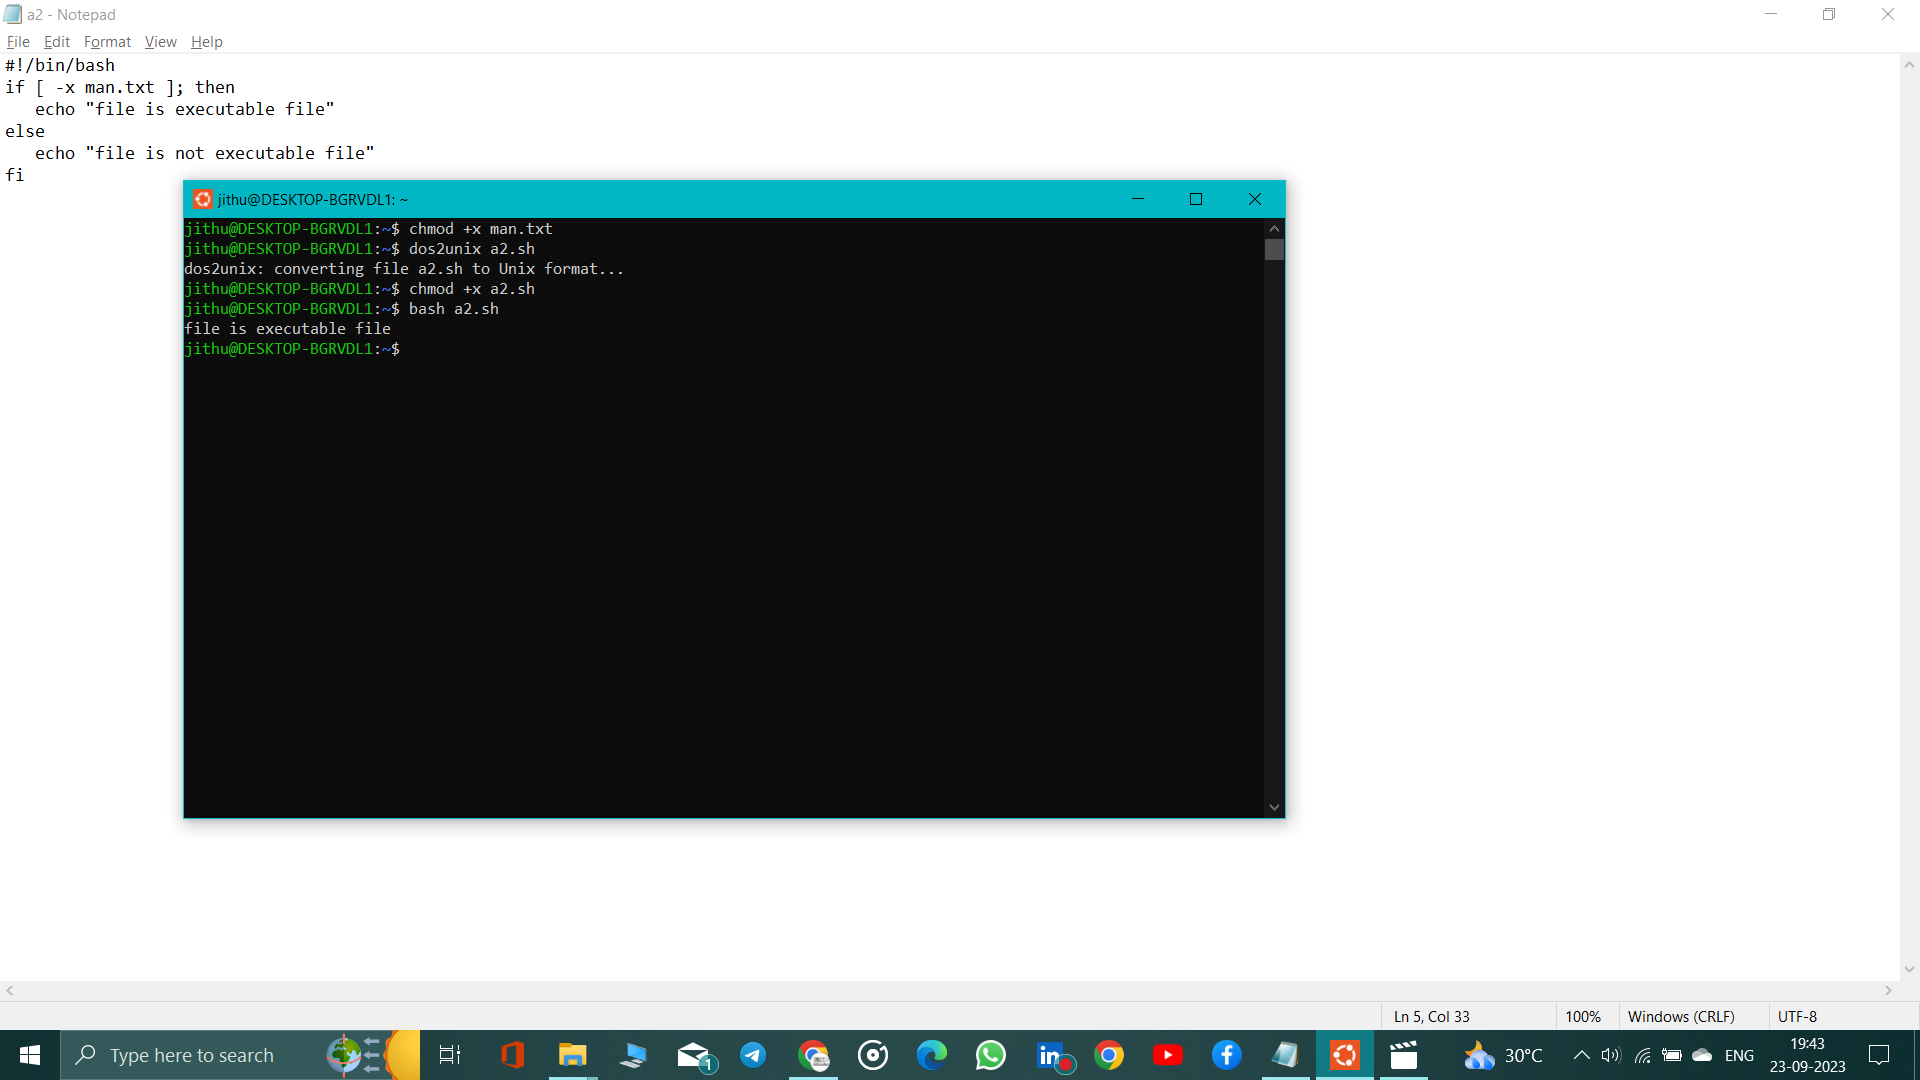 a2 - Notepad
File Edit Format View Help
#!/bin/bash
if [ -x man.txt ]; then
   echo "file is executable file"
else
   echo "file is not executable file"
fi
jithu@DESKTOP-BGRVDL1: ~
jithu@DESKTOP-BGRVDL1:~$ chmod +x man.txt
jithu@DESKTOP-BGRVDL1:~$ dos2unix a2.sh
dos2unix: converting file a2.sh to Unix format...
jithu@DESKTOP-BGRVDL1:~$ chmod +x a2.sh
jithu@DESKTOP-BGRVDL1:~$ bash a2.sh
file is executable file
jithu@DESKTOP-BGRVDL1:~$
Ln 5, Col 33 100% Windows (CRLF) UTF-8
Type here to search 1 in 30°C ENG 19:43
23-09-2023